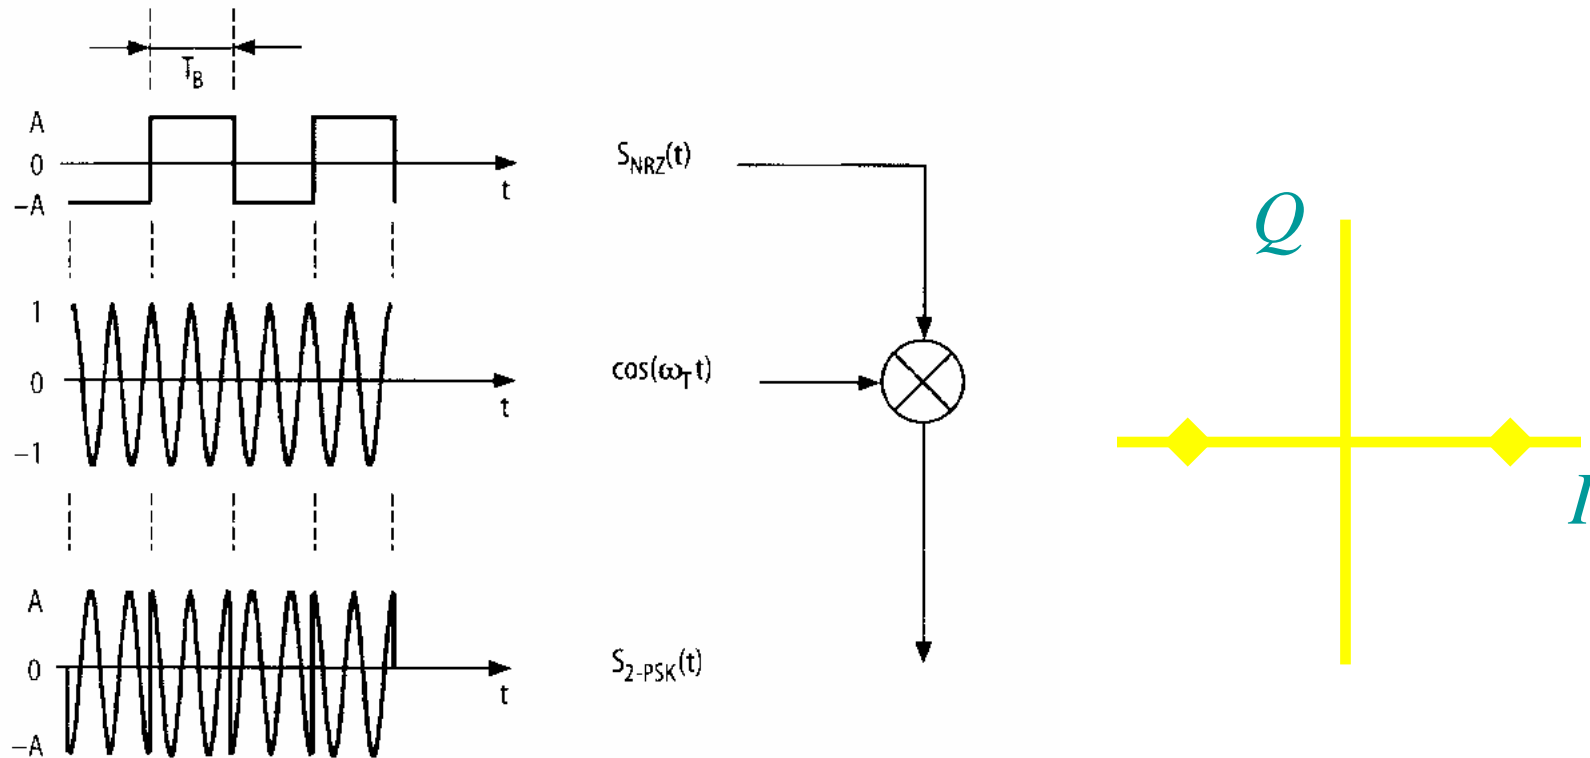 T_B
A
0
−A
t
S_NRZ(t)
1
0
−1
t
cos(ω_T t)
A
0
−A
t
S_2-PSK(t)
Q
I